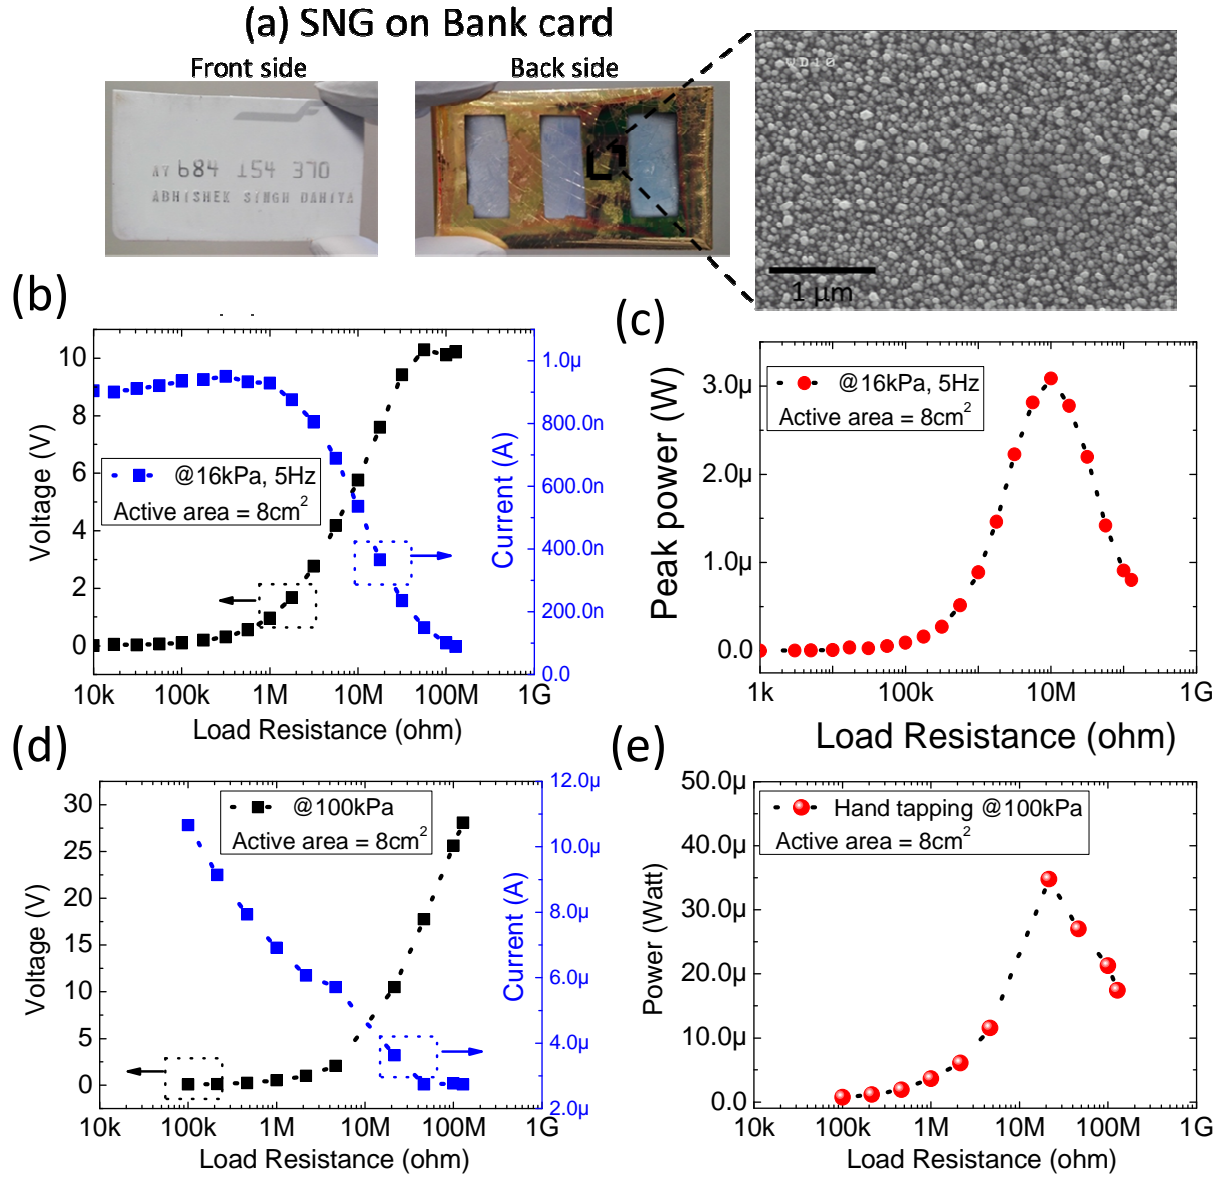 (a) SNG on Bank card
Front side
Back side
A7 684 154 370
ABHISHEK SINGH DAHIYA
WD10
1 µm
(b)
10
8
6
4
2
0
Voltage (V)
@16kPa, 5Hz
Active area = 8cm²
1.0µ
800.0n
600.0n
400.0n
200.0n
0.0
Current (A)
10k 100k 1M 10M 100M 1G
Load Resistance (ohm)
(c)
3.0µ
2.0µ
1.0µ
0.0
Peak power (W)
@16kPa, 5Hz
Active area = 8cm²
1k 100k 10M 1G
Load Resistance (ohm)
(d)
30
25
20
15
10
5
0
Voltage (V)
@100kPa
Active area = 8cm²
12.0µ
10.0µ
8.0µ
6.0µ
4.0µ
2.0µ
Current (A)
10k 100k 1M 10M 100M 1G
Load Resistance (ohm)
(e)
50.0µ
40.0µ
30.0µ
20.0µ
10.0µ
0.0
Power (Watt)
Hand tapping @100kPa
Active area = 8cm²
10k 100k 1M 10M 100M 1G
Load Resistance (ohm)